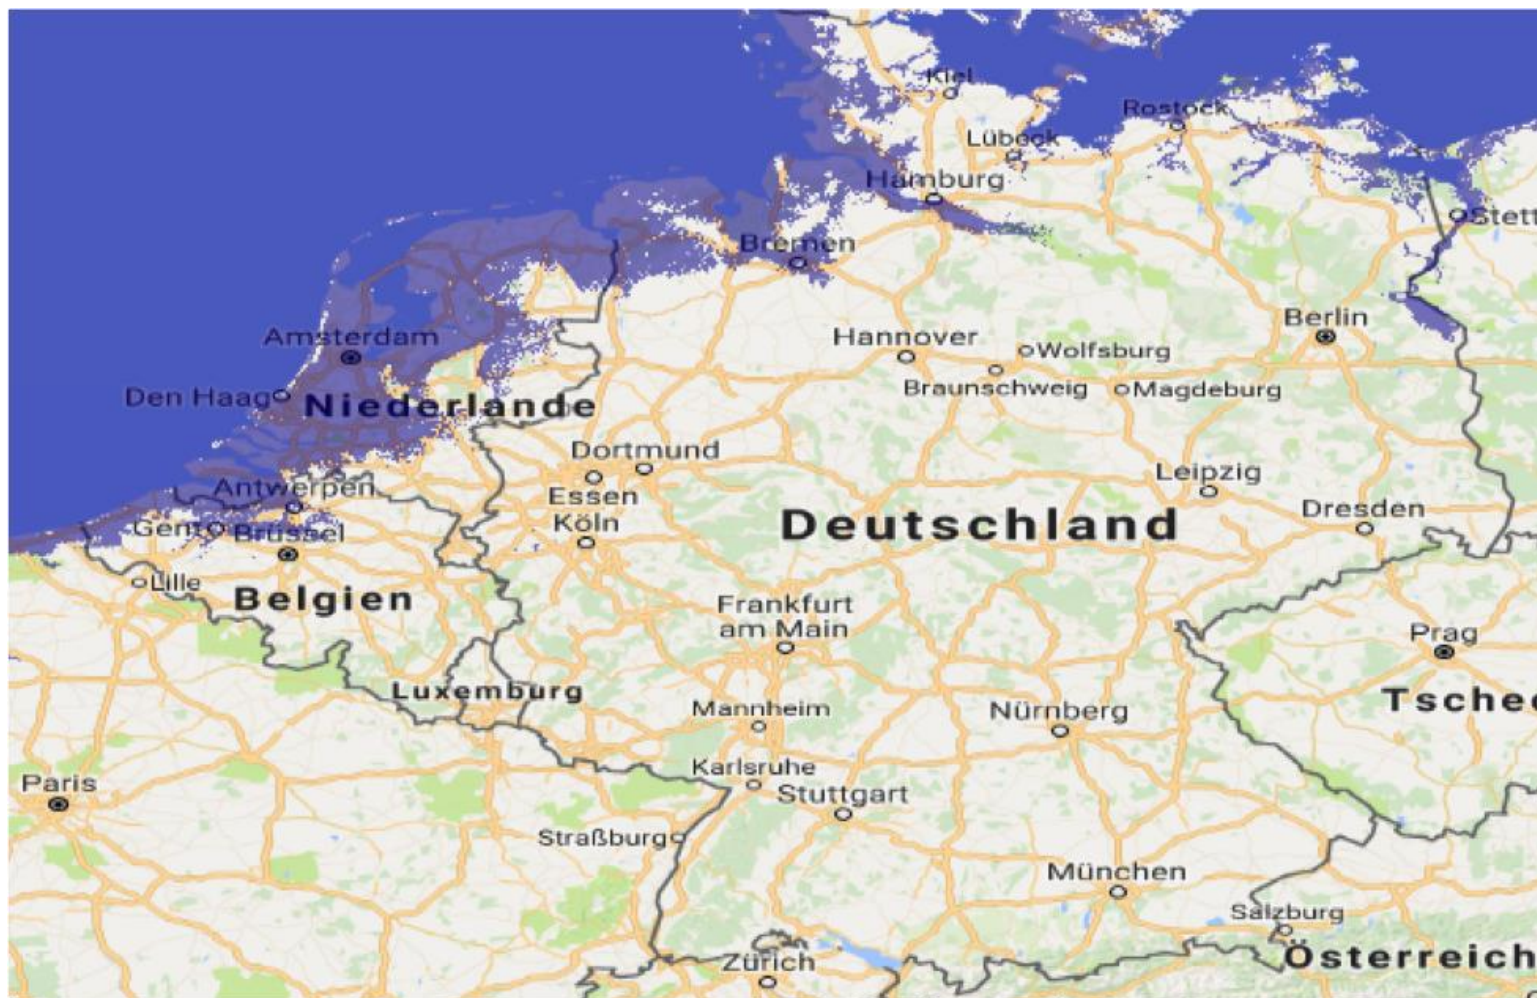 Kiel
Rostock
Lübeck
Hamburg
Stett
Bremen
Berlin
Amsterdam
Hannover
Wolfsburg
Braunschweig
Magdeburg
Den Haag
Niederlande
Dortmund
Essen
Leipzig
Antwerpen
Köln
Dresden
Gent
Brüssel
Deutschland
Lille
Belgien
Frankfurt
am Main
Prag
Luxemburg
Tschec
Mannheim
Nürnberg
Karlsruhe
Paris
Stuttgart
Straßburg
München
Salzburg
Zürich
Österreich